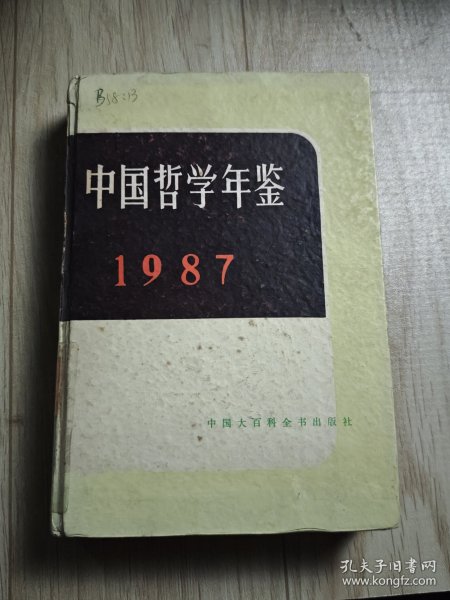 B58:13
中国哲学年鉴
1987
中国大百科全书出版社
孔夫子旧书网
www.kongfz.com